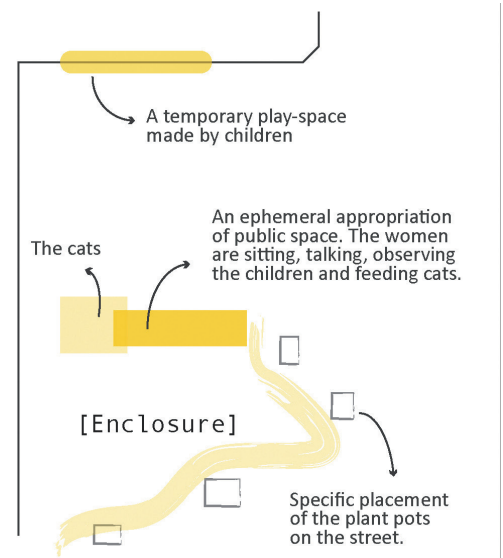 A temporary play-space
made by children
An ephemeral appropriation
of public space. The women
are sitting, talking, observing
the children and feeding cats.
The cats
[Enclosure]
Specific placement
of the plant pots
on the street.